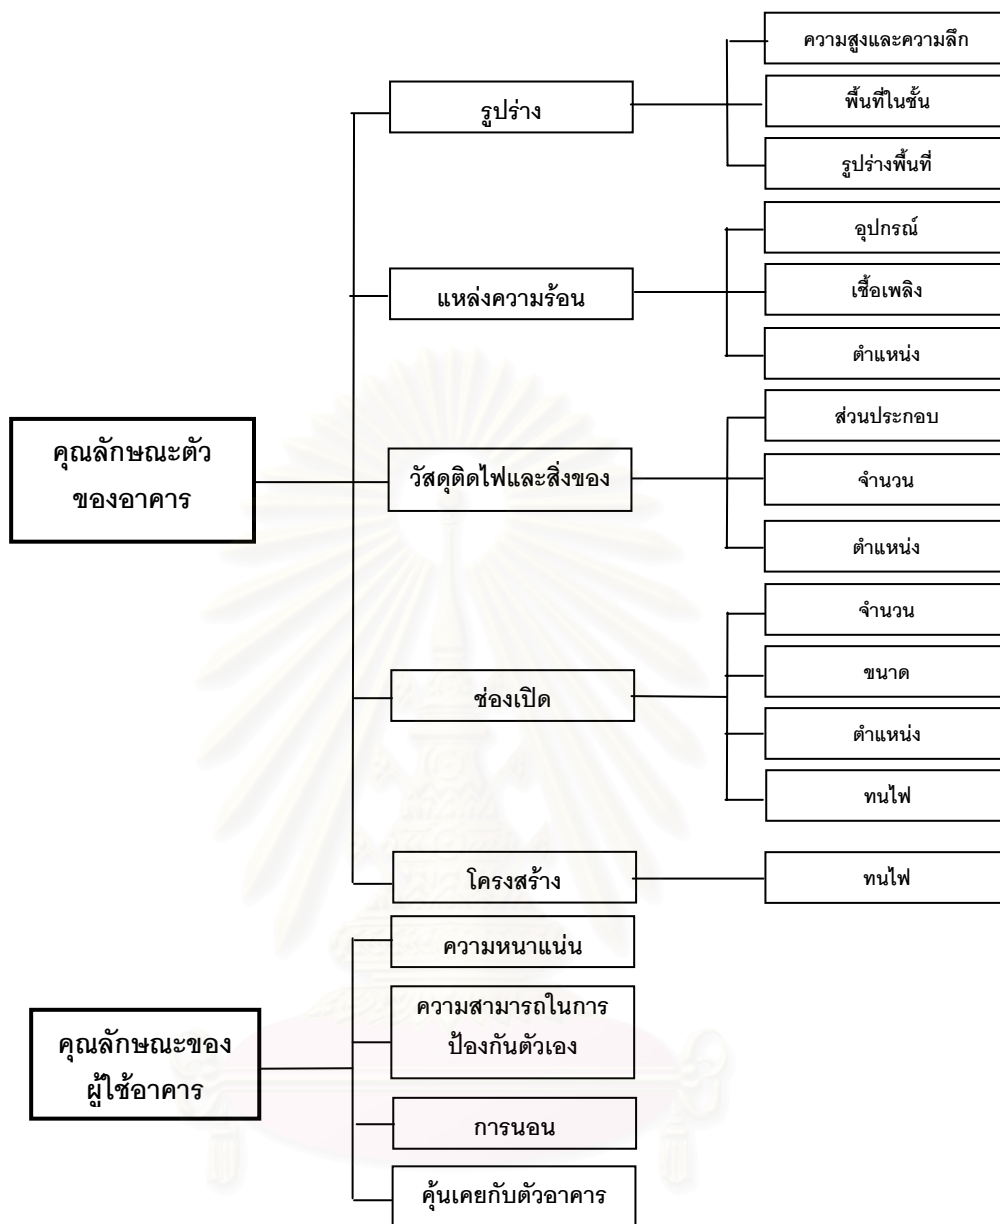 คุณลักษณะตัว
ของอาคาร
รูปร่าง
ความสูงและความลึก
พื้นที่ในชั้น
รูปร่างพื้นที่
แหล่งความร้อน
อุปกรณ์
เชื้อเพลิง
ตำแหน่ง
วัสดุติดไฟและสิ่งของ
ส่วนประกอบ
จำนวน
ตำแหน่ง
ช่องเปิด
จำนวน
ขนาด
ตำแหน่ง
ทนไฟ
โครงสร้าง
ทนไฟ
คุณลักษณะของ
ผู้ใช้อาคาร
ความหนาแน่น
ความสามารถในการ
ป้องกันตัวเอง
การนอน
คุ้นเคยกับตัวอาคาร